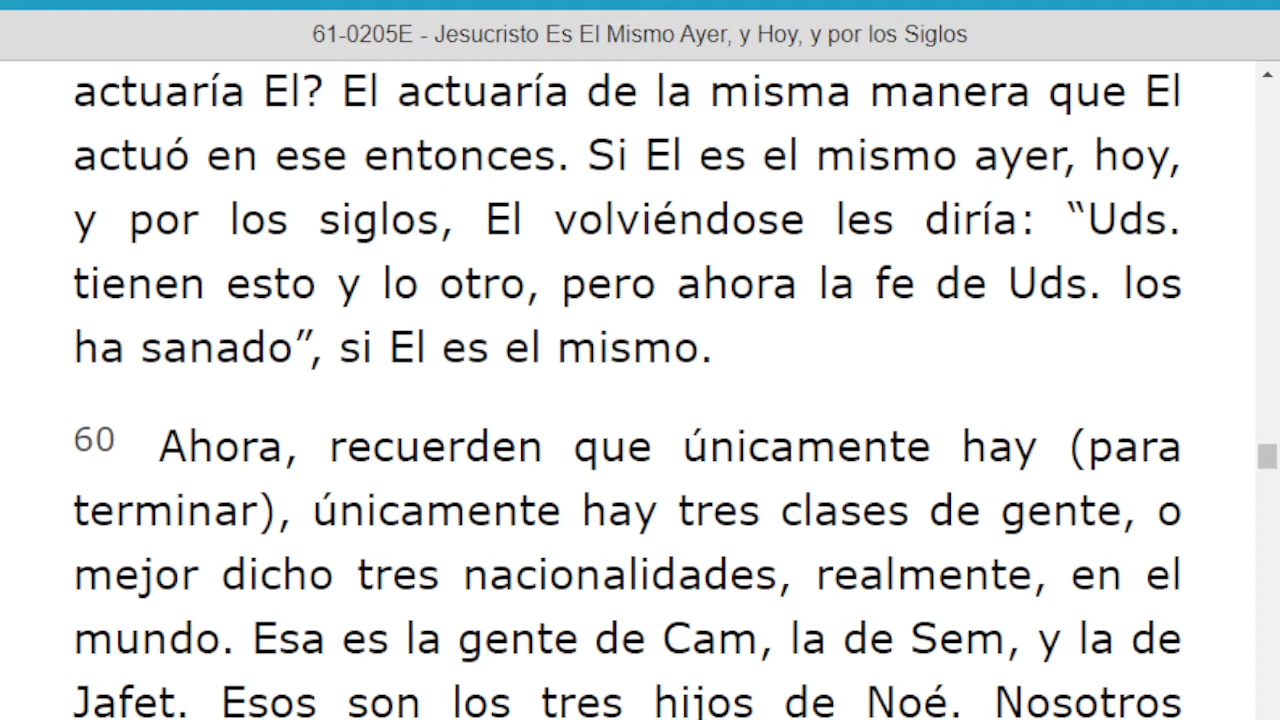 61-0205E - Jesucristo Es El Mismo Ayer, y Hoy, y por los Siglos
actuaría El? El actuaría de la misma manera que El
actuó en ese entonces. Si El es el mismo ayer, hoy,
y por los siglos, El volviéndose les diría: “Uds.
tienen esto y lo otro, pero ahora la fe de Uds. los
ha sanado”, si El es el mismo.
60 Ahora, recuerden que únicamente hay (para
terminar), únicamente hay tres clases de gente, o
mejor dicho tres nacionalidades, realmente, en el
mundo. Esa es la gente de Cam, la de Sem, y la de
Jafet. Esos son los tres hijos de Noé. Nosotros